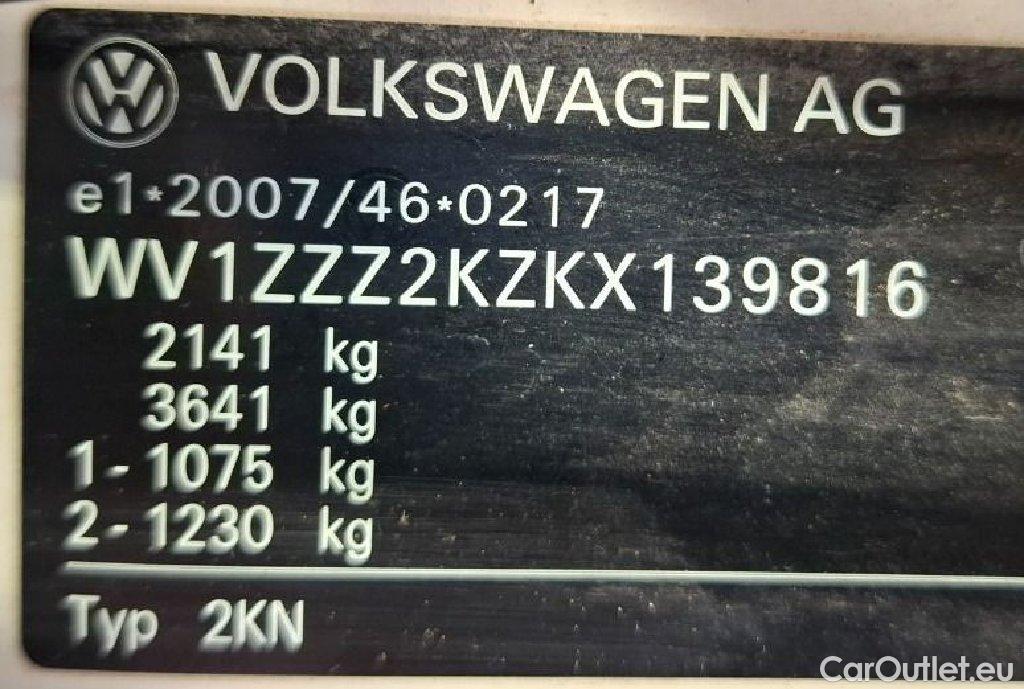 VOLKSWAGEN AG
e1*2007/46*0217
WV1ZZZ2KZKX139816
2141 kg
3641 kg
1-1075 kg
2-1230 kg
Typ 2KN
CarOutlet.eu